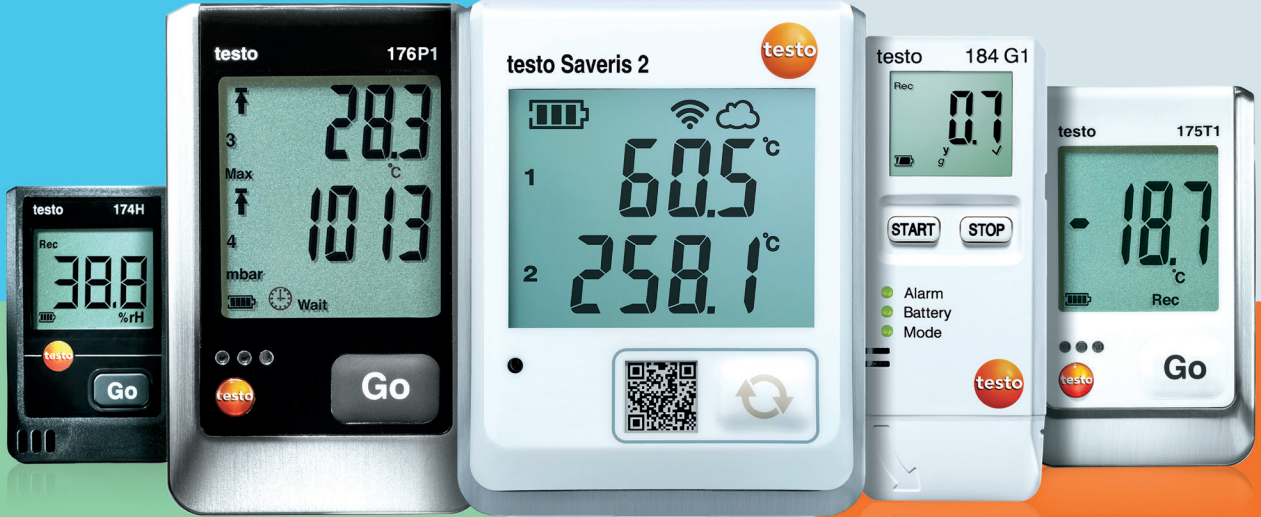 testo 174H
Rec
38.8
%rH
testo
Go
testo 176P1
3
28.3
Max °C
4
1013
mbar
Wait
testo
Go
testo Saveris 2
testo
1 60.5 °C
2 258.1 °C
testo 184 G1
Rec
0.7
y
g
START STOP
Alarm
Battery
Mode
testo
testo 175T1
-18.7
°C
Rec
testo
Go